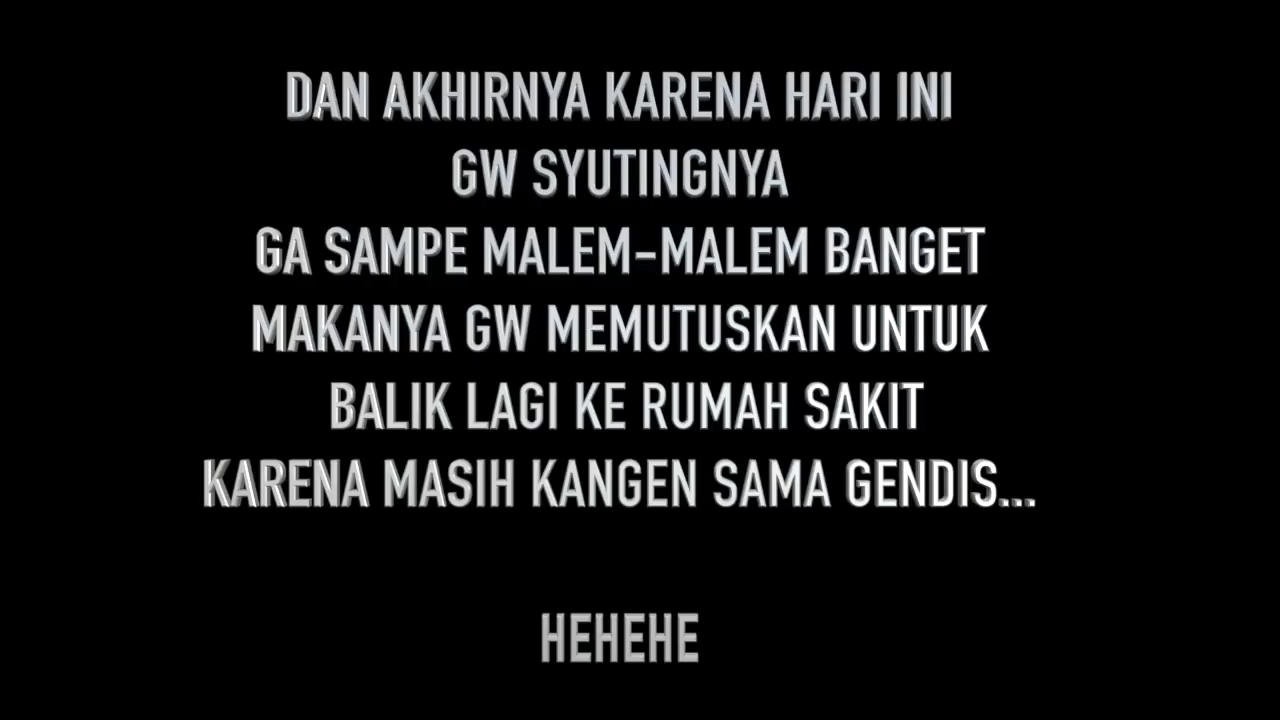 DAN AKHIRNYA KARENA HARI INI
GW SYUTINGNYA
GA SAMPE MALEM-MALEM BANGET
MAKANYA GW MEMUTUSKAN UNTUK
BALIK LAGI KE RUMAH SAKIT
KARENA MASIH KANGEN SAMA GENDIS...
HEHEHE